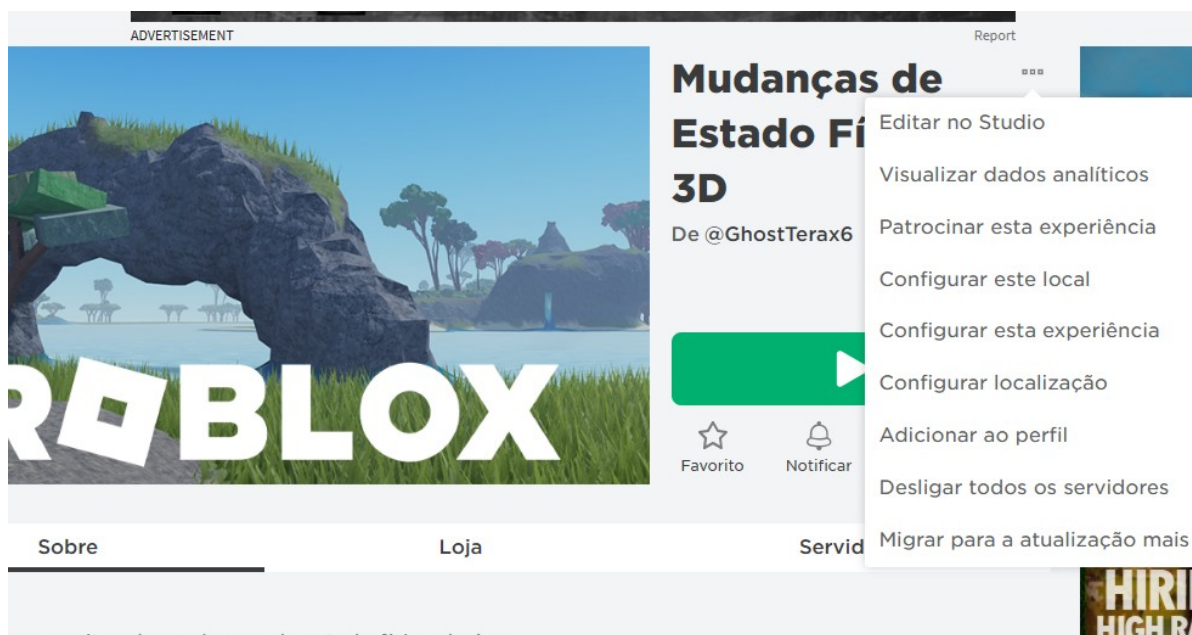 ADVERTISEMENT
Report
Mudanças de
Estado Fí
3D
De @GhostTerax6
Editar no Studio
Visualizar dados analíticos
Patrocinar esta experiência
Configurar este local
Configurar esta experiência
Configurar localização
Adicionar ao perfil
Desligar todos os servidores
Migrar para a atualização mais
ROBLOX
Favorito
Notificar
Sobre
Loja
Servid
HIRI
HIGH RA